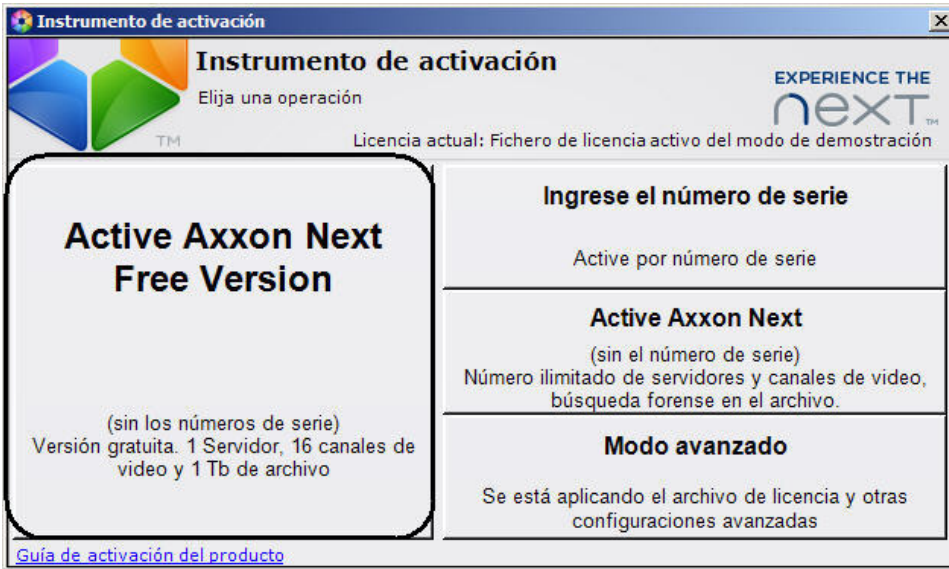 Instrumento de activación
Instrumento de activación
Elija una operación
EXPERIENCE THE
next™
TM
Licencia actual: Fichero de licencia activo del modo de demostración
Active Axxon Next
Free Version
(sin los números de serie)
Versión gratuita. 1 Servidor, 16 canales de
video y 1 Tb de archivo
Ingrese el número de serie
Active por número de serie
Active Axxon Next
(sin el número de serie)
Número ilimitado de servidores y canales de video,
búsqueda forense en el archivo.
Modo avanzado
Se está aplicando el archivo de licencia y otras
configuraciones avanzadas
Guía de activación del producto